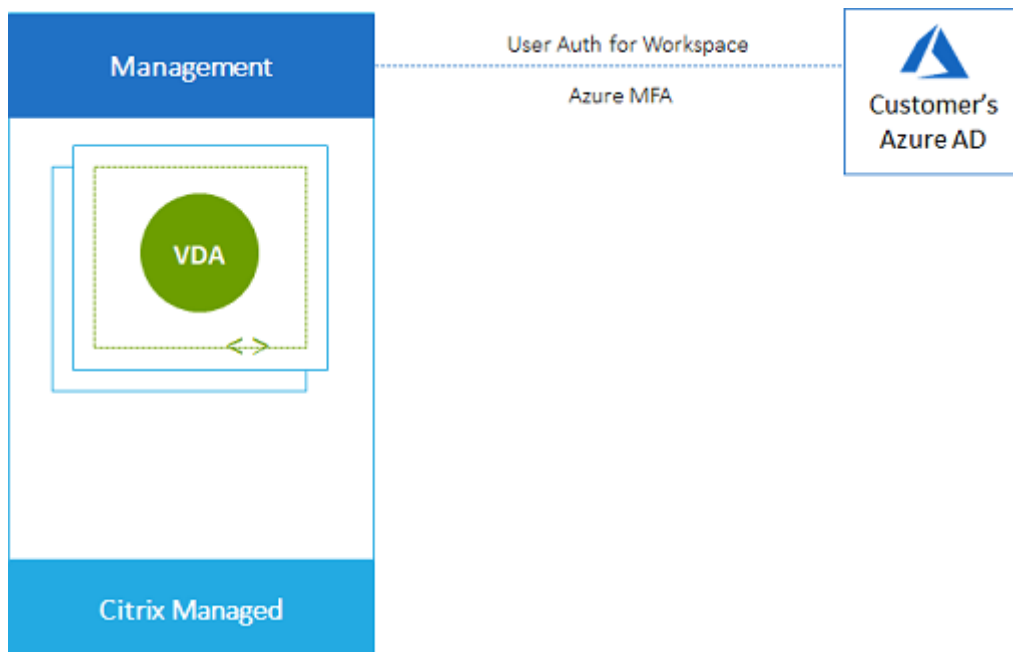 Management
User Auth for Workspace
Azure MFA
Customer's
Azure AD
VDA
< >
Citrix Managed